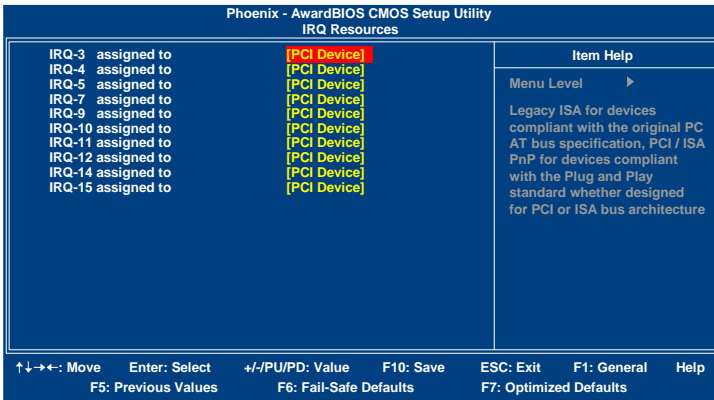 Phoenix - AwardBIOS CMOS Setup Utility
IRQ Resources
IRQ-3 assigned to [PCI Device]
IRQ-4 assigned to [PCI Device]
IRQ-5 assigned to [PCI Device]
IRQ-7 assigned to [PCI Device]
IRQ-9 assigned to [PCI Device]
IRQ-10 assigned to [PCI Device]
IRQ-11 assigned to [PCI Device]
IRQ-12 assigned to [PCI Device]
IRQ-14 assigned to [PCI Device]
IRQ-15 assigned to [PCI Device]
Item Help
Menu Level
Legacy ISA for devices
compliant with the original PC
AT bus specification, PCI / ISA
PnP for devices compliant
with the Plug and Play
standard whether designed
for PCI or ISA bus architecture
↑↓→←: Move Enter: Select +/-/PU/PD: Value F10: Save ESC: Exit F1: General Help
F5: Previous Values F6: Fail-Safe Defaults F7: Optimized Defaults